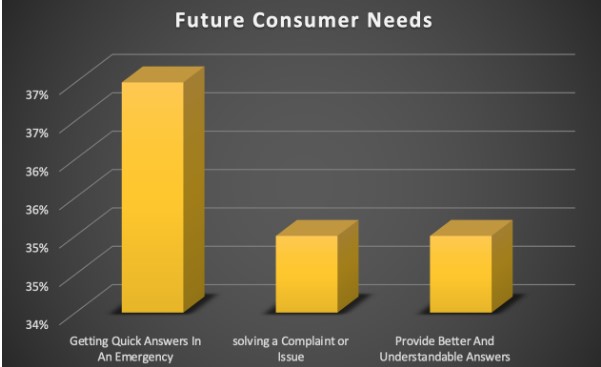 Future Consumer Needs
37%
37%
36%
36%
35%
35%
34%
Getting Quick Answers In
An Emergency
solving a Complaint or
Issue
Provide Better And
Understandable Answers